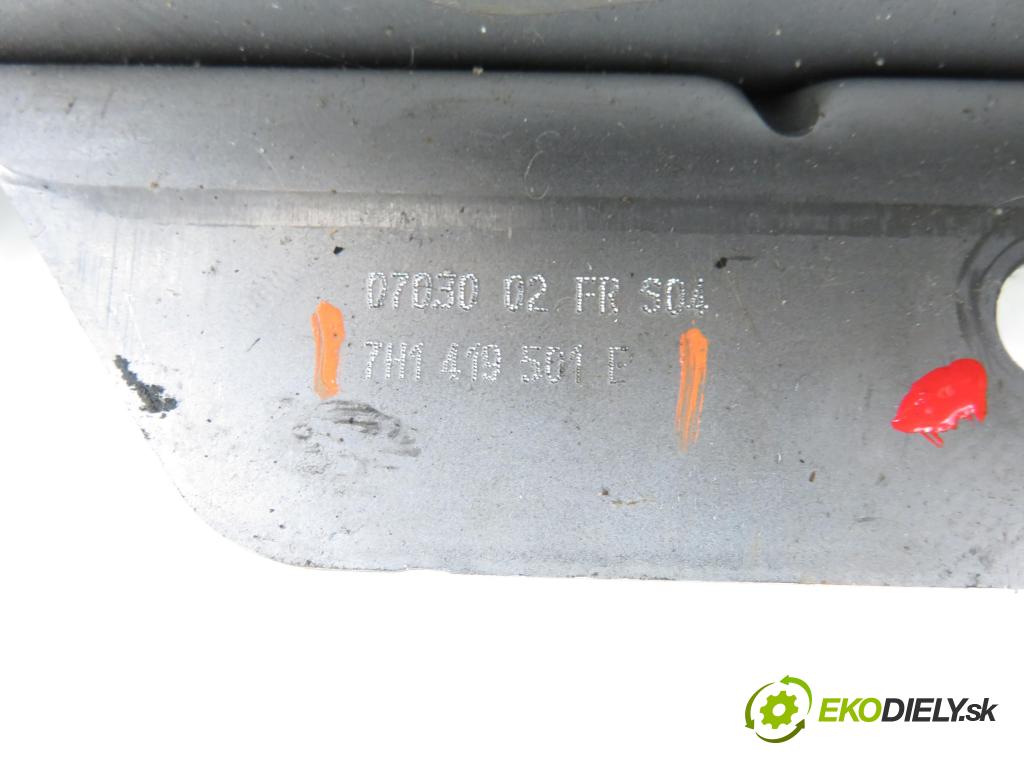 07030 02 FR S04
7H1 419 501
EKODIELY.sk